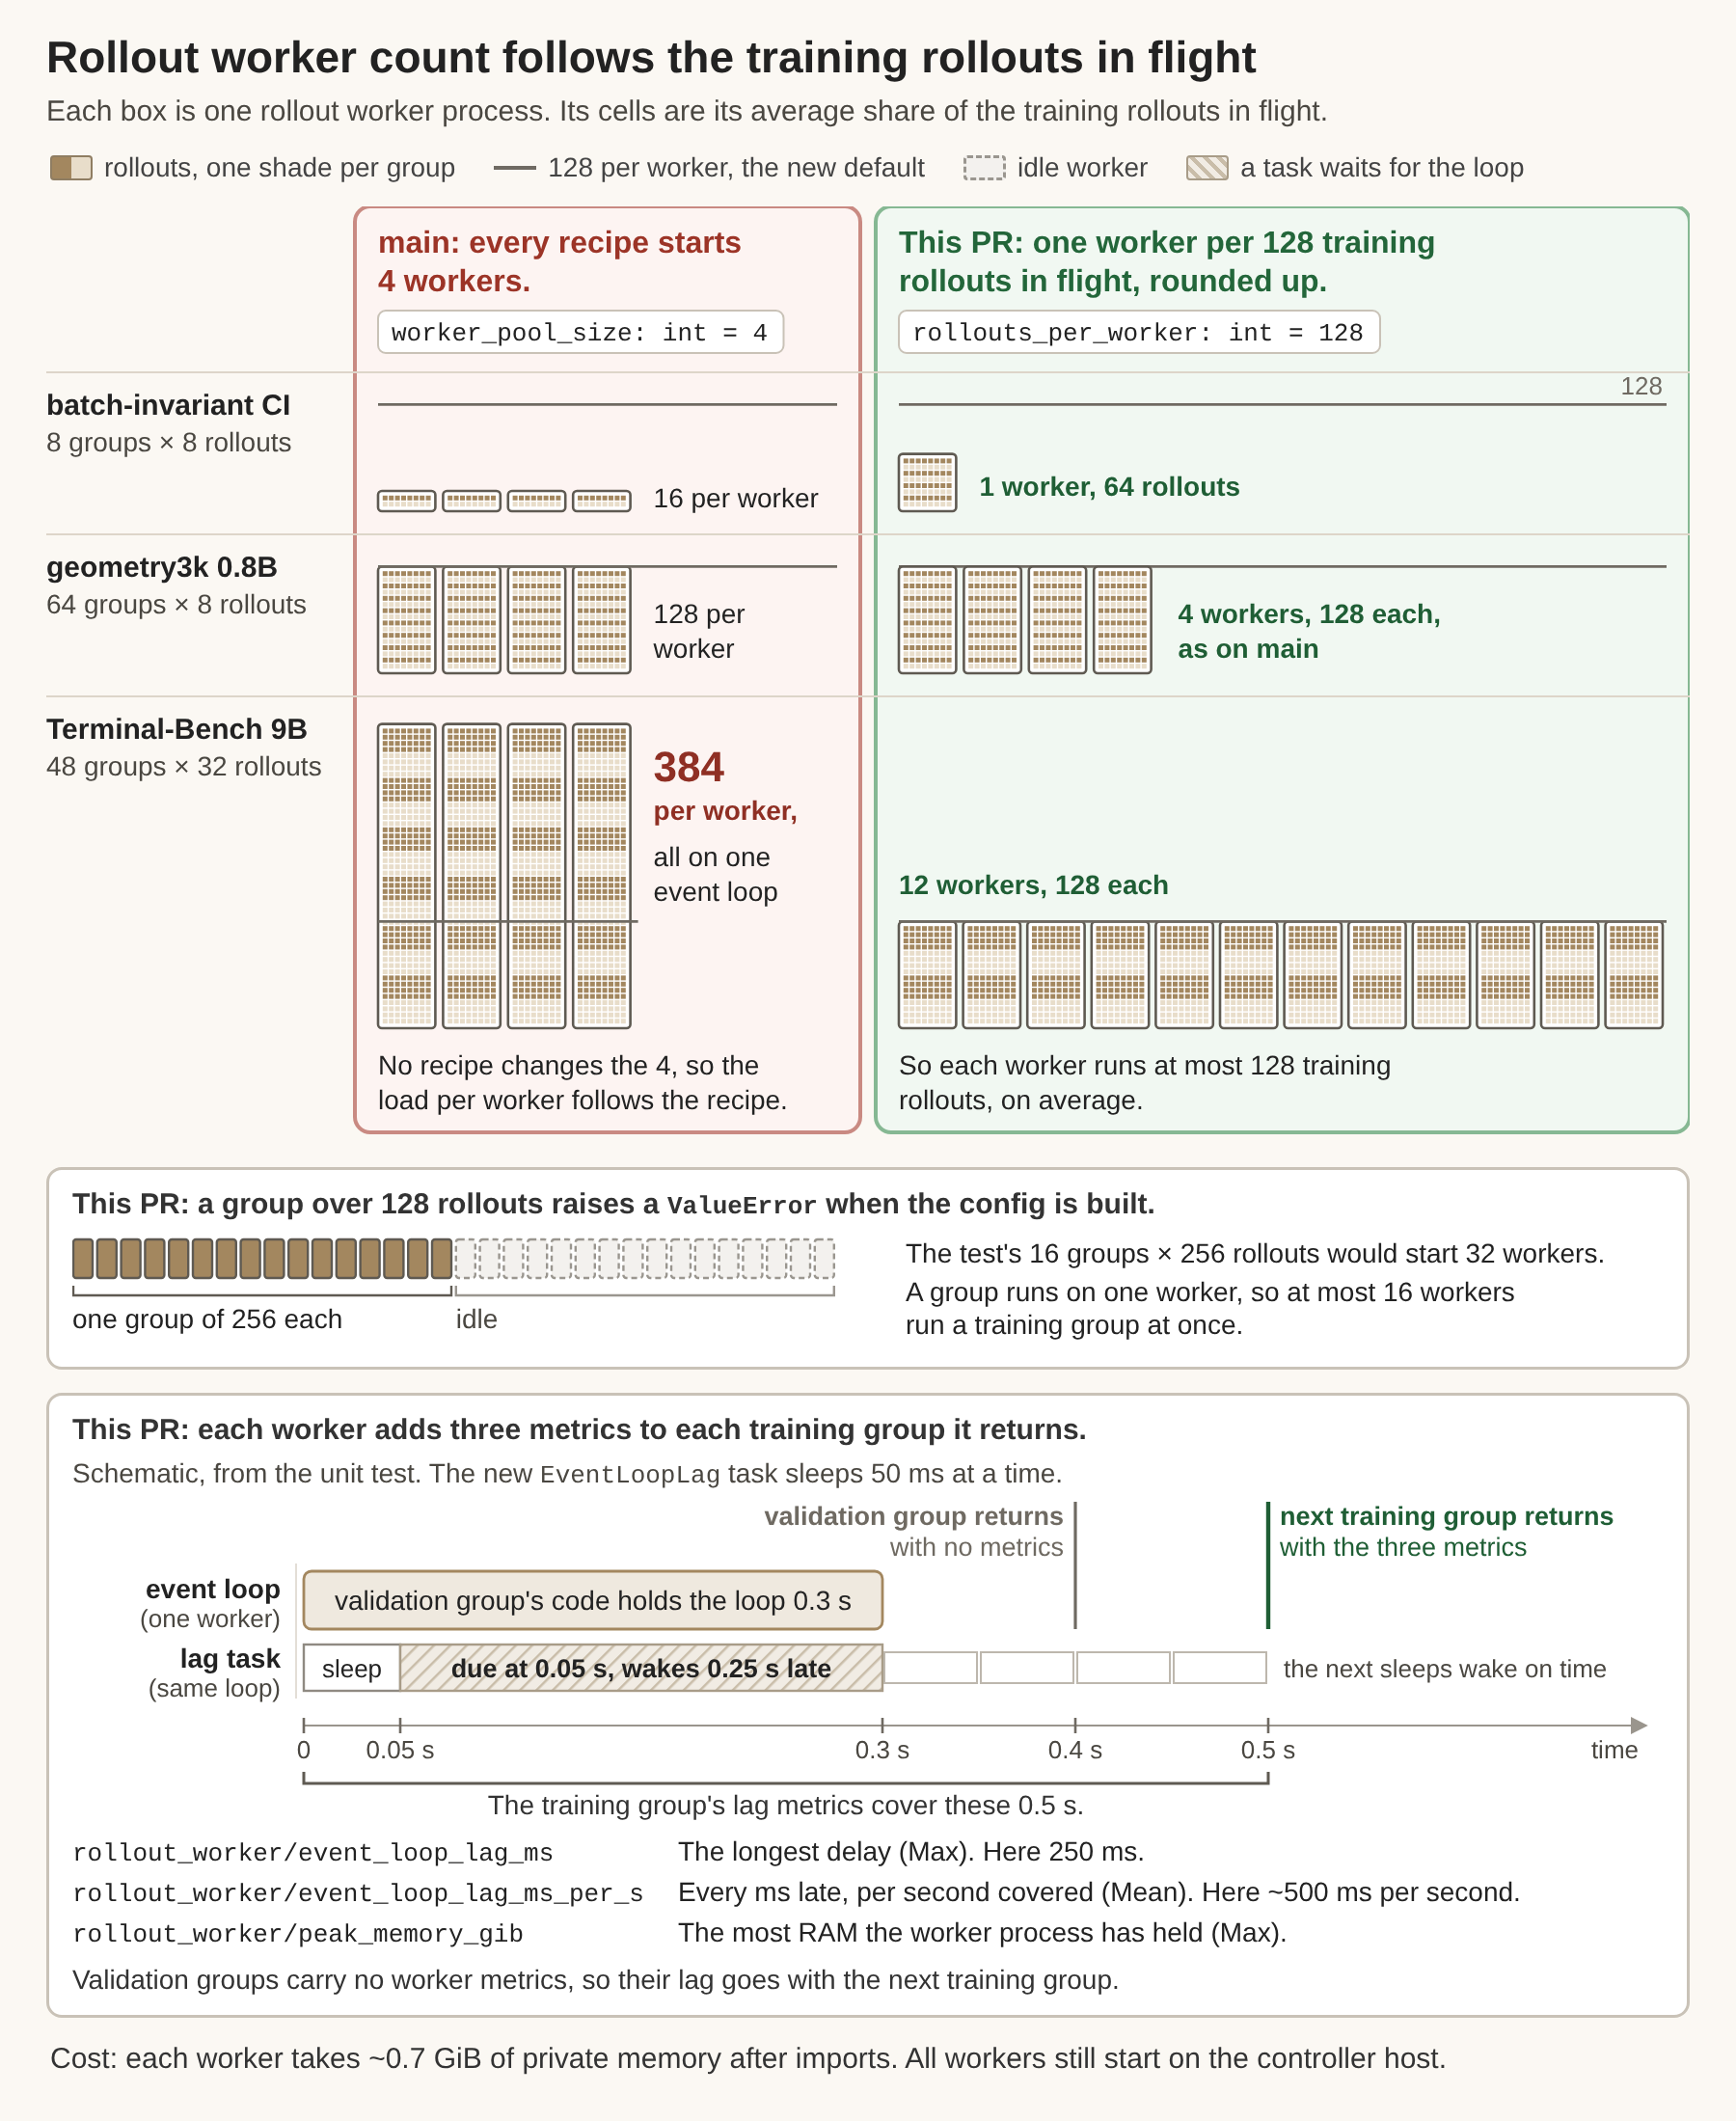 Rollout worker count follows the training rollouts in flight
Each box is one rollout worker process. Its cells are its average share of the training rollouts in flight.
rollouts, one shade per group
128 per worker, the new default
idle worker
a task waits for the loop
main: every recipe starts
4 workers.
worker_pool_size: int = 4
This PR: one worker per 128 training
rollouts in flight, rounded up.
rollouts_per_worker: int = 128
batch-invariant CI
8 groups × 8 rollouts
16 per worker
128
1 worker, 64 rollouts
geometry3k 0.8B
64 groups × 8 rollouts
128 per
worker
4 workers, 128 each,
as on main
Terminal-Bench 9B
48 groups × 32 rollouts
384
per worker,
all on one
event loop
12 workers, 128 each
No recipe changes the 4, so the
load per worker follows the recipe.
So each worker runs at most 128 training
rollouts, on average.
This PR: a group over 128 rollouts raises a ValueError when the config is built.
one group of 256 each
idle
The test's 16 groups × 256 rollouts would start 32 workers.
A group runs on one worker, so at most 16 workers
run a training group at once.
This PR: each worker adds three metrics to each training group it returns.
Schematic, from the unit test. The new EventLoopLag task sleeps 50 ms at a time.
validation group returns
with no metrics
next training group returns
with the three metrics
event loop
(one worker)
validation group's code holds the loop 0.3 s
lag task
(same loop)
sleep
due at 0.05 s, wakes 0.25 s late
the next sleeps wake on time
0
0.05 s
0.3 s
0.4 s
0.5 s
time
The training group's lag metrics cover these 0.5 s.
rollout_worker/event_loop_lag_ms
The longest delay (Max). Here 250 ms.
rollout_worker/event_loop_lag_ms_per_s
Every ms late, per second covered (Mean). Here ~500 ms per second.
rollout_worker/peak_memory_gib
The most RAM the worker process has held (Max).
Validation groups carry no worker metrics, so their lag goes with the next training group.
Cost: each worker takes ~0.7 GiB of private memory after imports. All workers still start on the controller host.